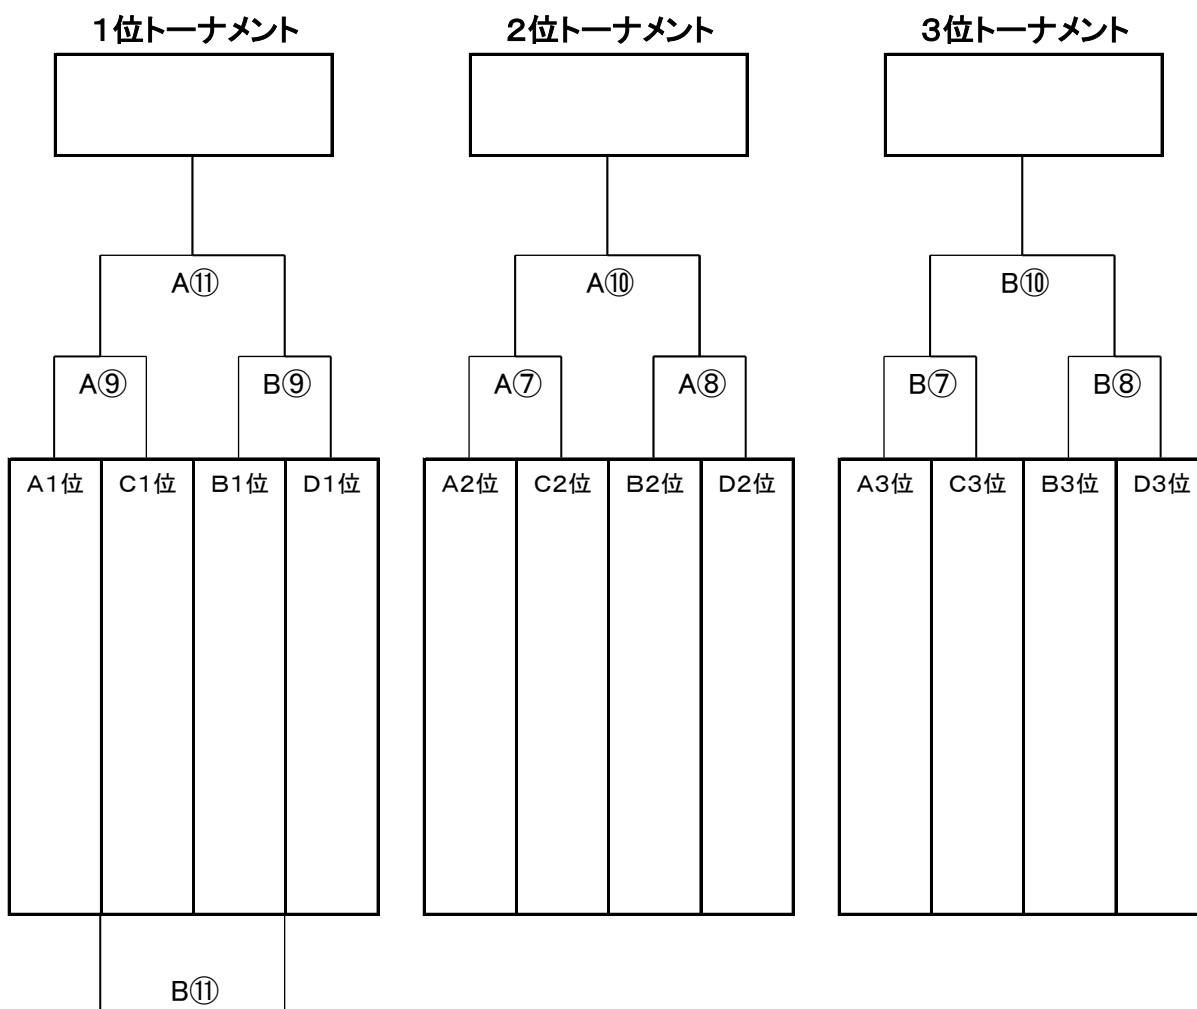 1位トーナメント 2位トーナメント 3位トーナメント
A⑪ A⑩ B⑩
A⑨ B⑨ A⑦ A⑧ B⑦ B⑧
A1位 C1位 B1位 D1位 A2位 C2位 B2位 D2位 A3位 C3位 B3位 D3位
B⑪